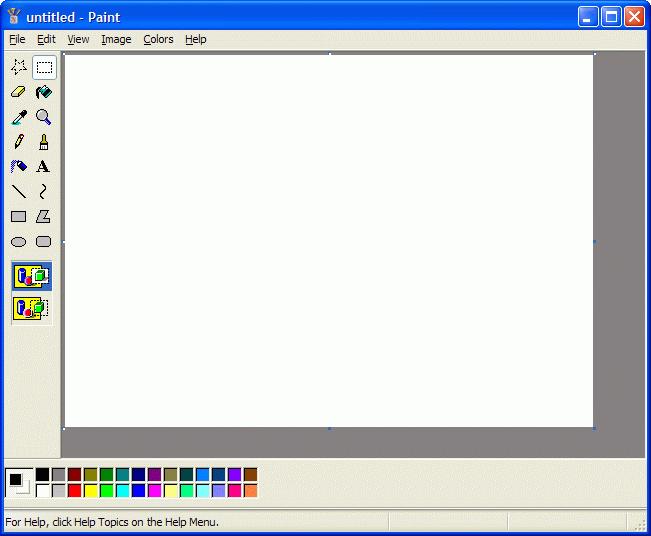 untitled - Paint
File Edit View Image Colors Help
A
For Help, click Help Topics on the Help Menu.